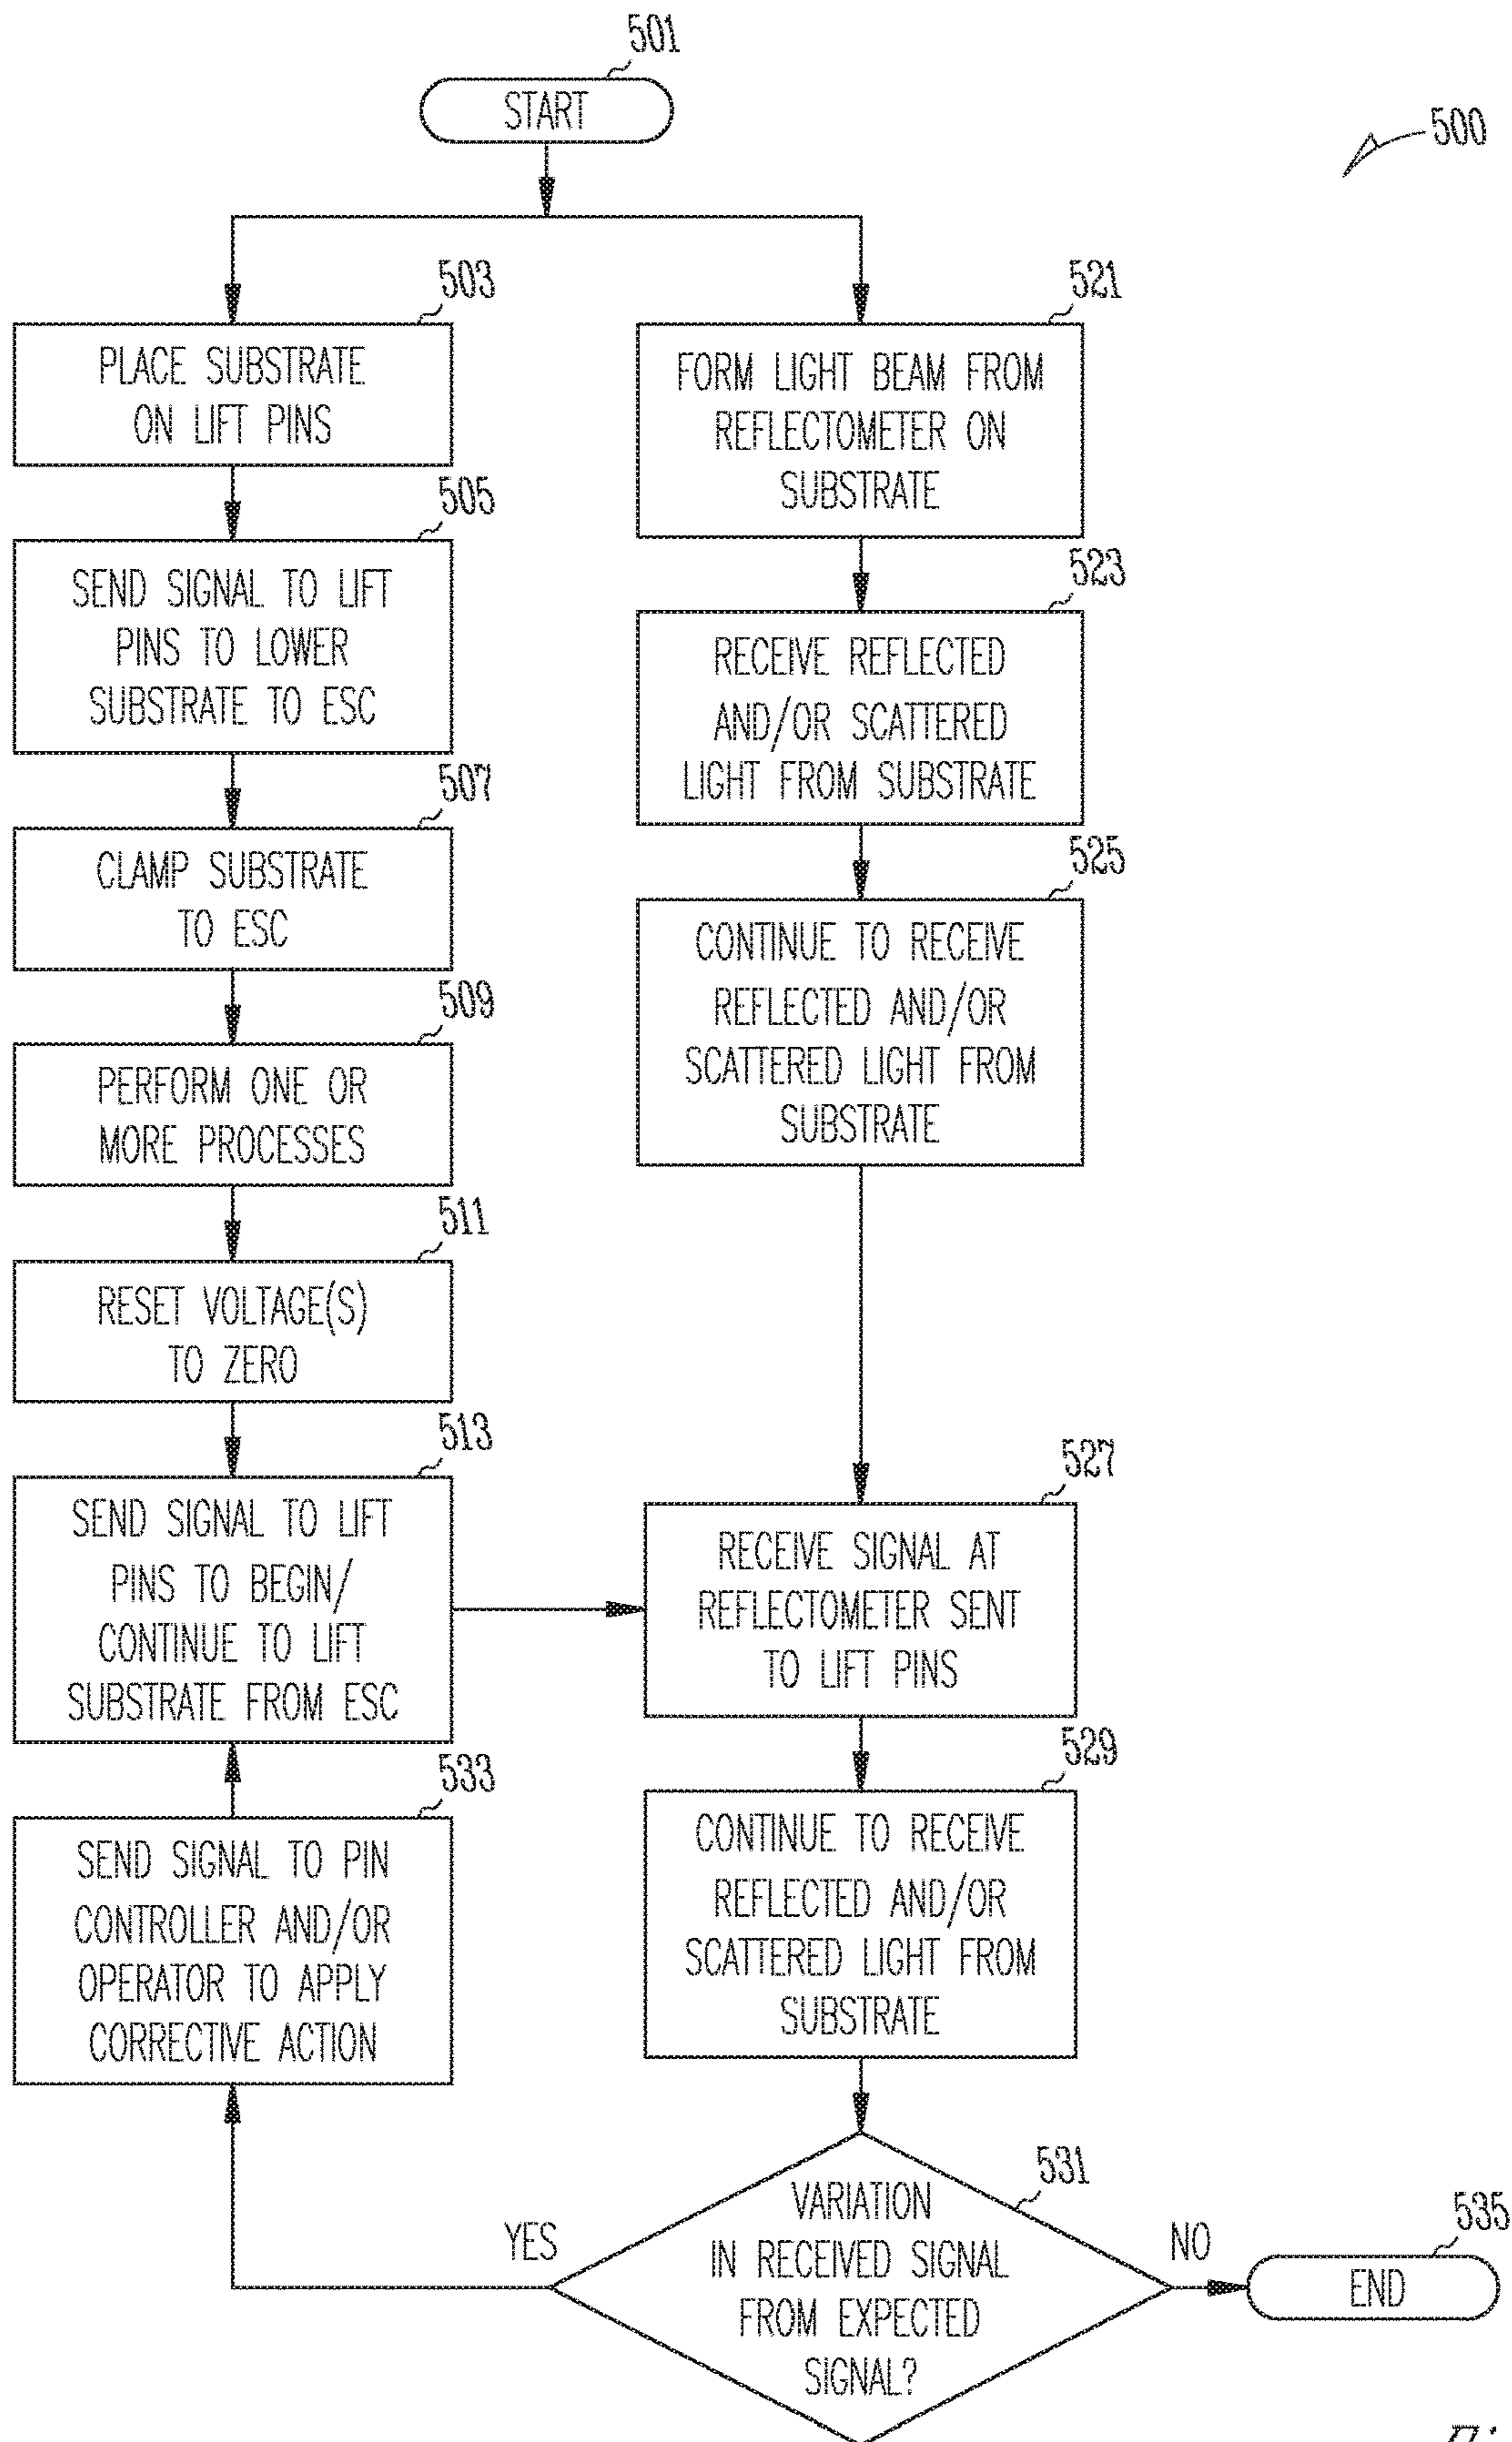 501
START
500
503
PLACE SUBSTRATE
ON LIFT PINS
505
SEND SIGNAL TO LIFT
PINS TO LOWER
SUBSTRATE TO ESC
507
CLAMP SUBSTRATE
TO ESC
509
PERFORM ONE OR
MORE PROCESSES
511
RESET VOLTAGE(S)
TO ZERO
513
SEND SIGNAL TO LIFT
PINS TO BEGIN/
CONTINUE TO LIFT
SUBSTRATE FROM ESC
533
SEND SIGNAL TO PIN
CONTROLLER AND/OR
OPERATOR TO APPLY
CORRECTIVE ACTION
521
FORM LIGHT BEAM FROM
REFLECTOMETER ON
SUBSTRATE
523
RECEIVE REFLECTED
AND/OR SCATTERED
LIGHT FROM SUBSTRATE
525
CONTINUE TO RECEIVE
REFLECTED AND/OR
SCATTERED LIGHT FROM
SUBSTRATE
527
RECEIVE SIGNAL AT
REFLECTOMETER SENT
TO LIFT PINS
529
CONTINUE TO RECEIVE
REFLECTED AND/OR
SCATTERED LIGHT FROM
SUBSTRATE
531
VARIATION
IN RECEIVED SIGNAL
FROM EXPECTED
SIGNAL?
YES
NO
535
END